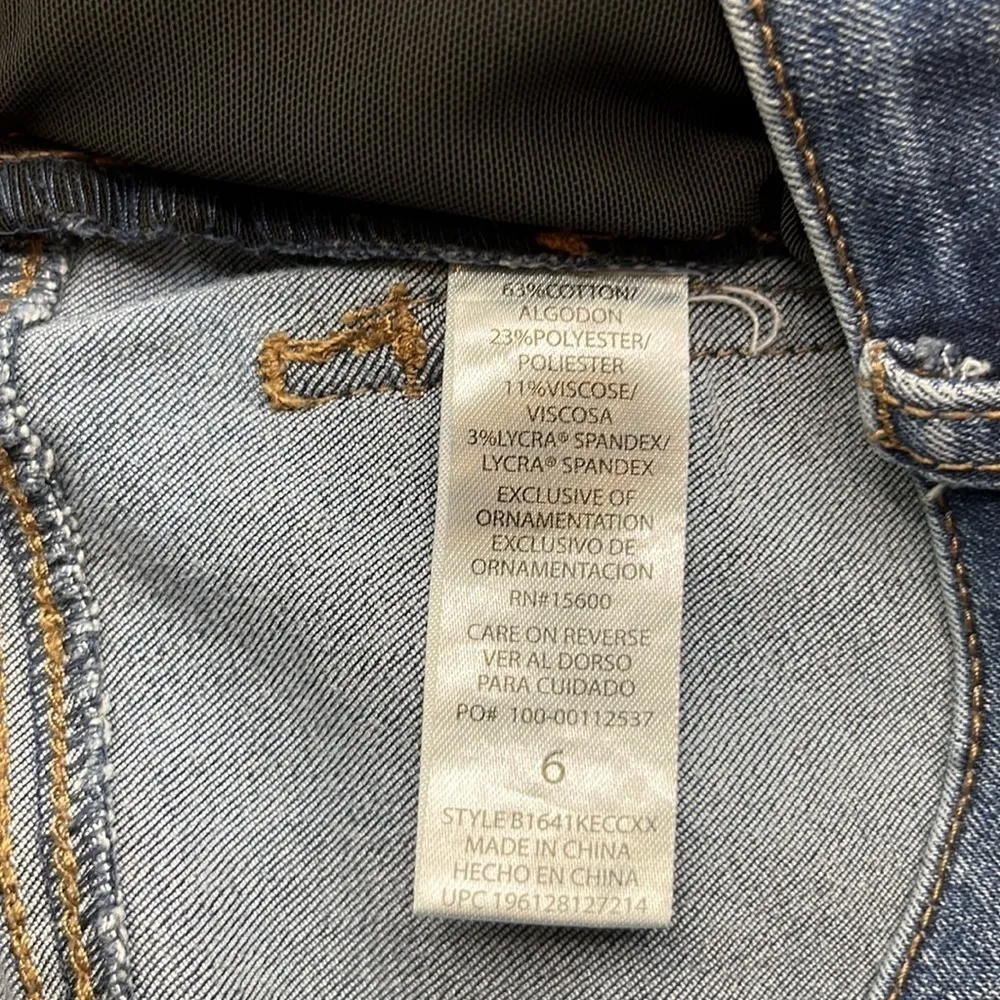 63%COTTON/
ALGODON
23%POLYESTER/
POLIESTER
11%VISCOSE/
VISCOSA
3%LYCRA® SPANDEX/
LYCRA® SPANDEX
EXCLUSIVE OF
ORNAMENTATION
EXCLUSIVO DE
ORNAMENTACION
RN#15600
CARE ON REVERSE
VER AL DORSO
PARA CUIDADO
PO# 100-00112537
6
STYLE B1641KECCXX
MADE IN CHINA
HECHO EN CHINA
UPC 196128127214